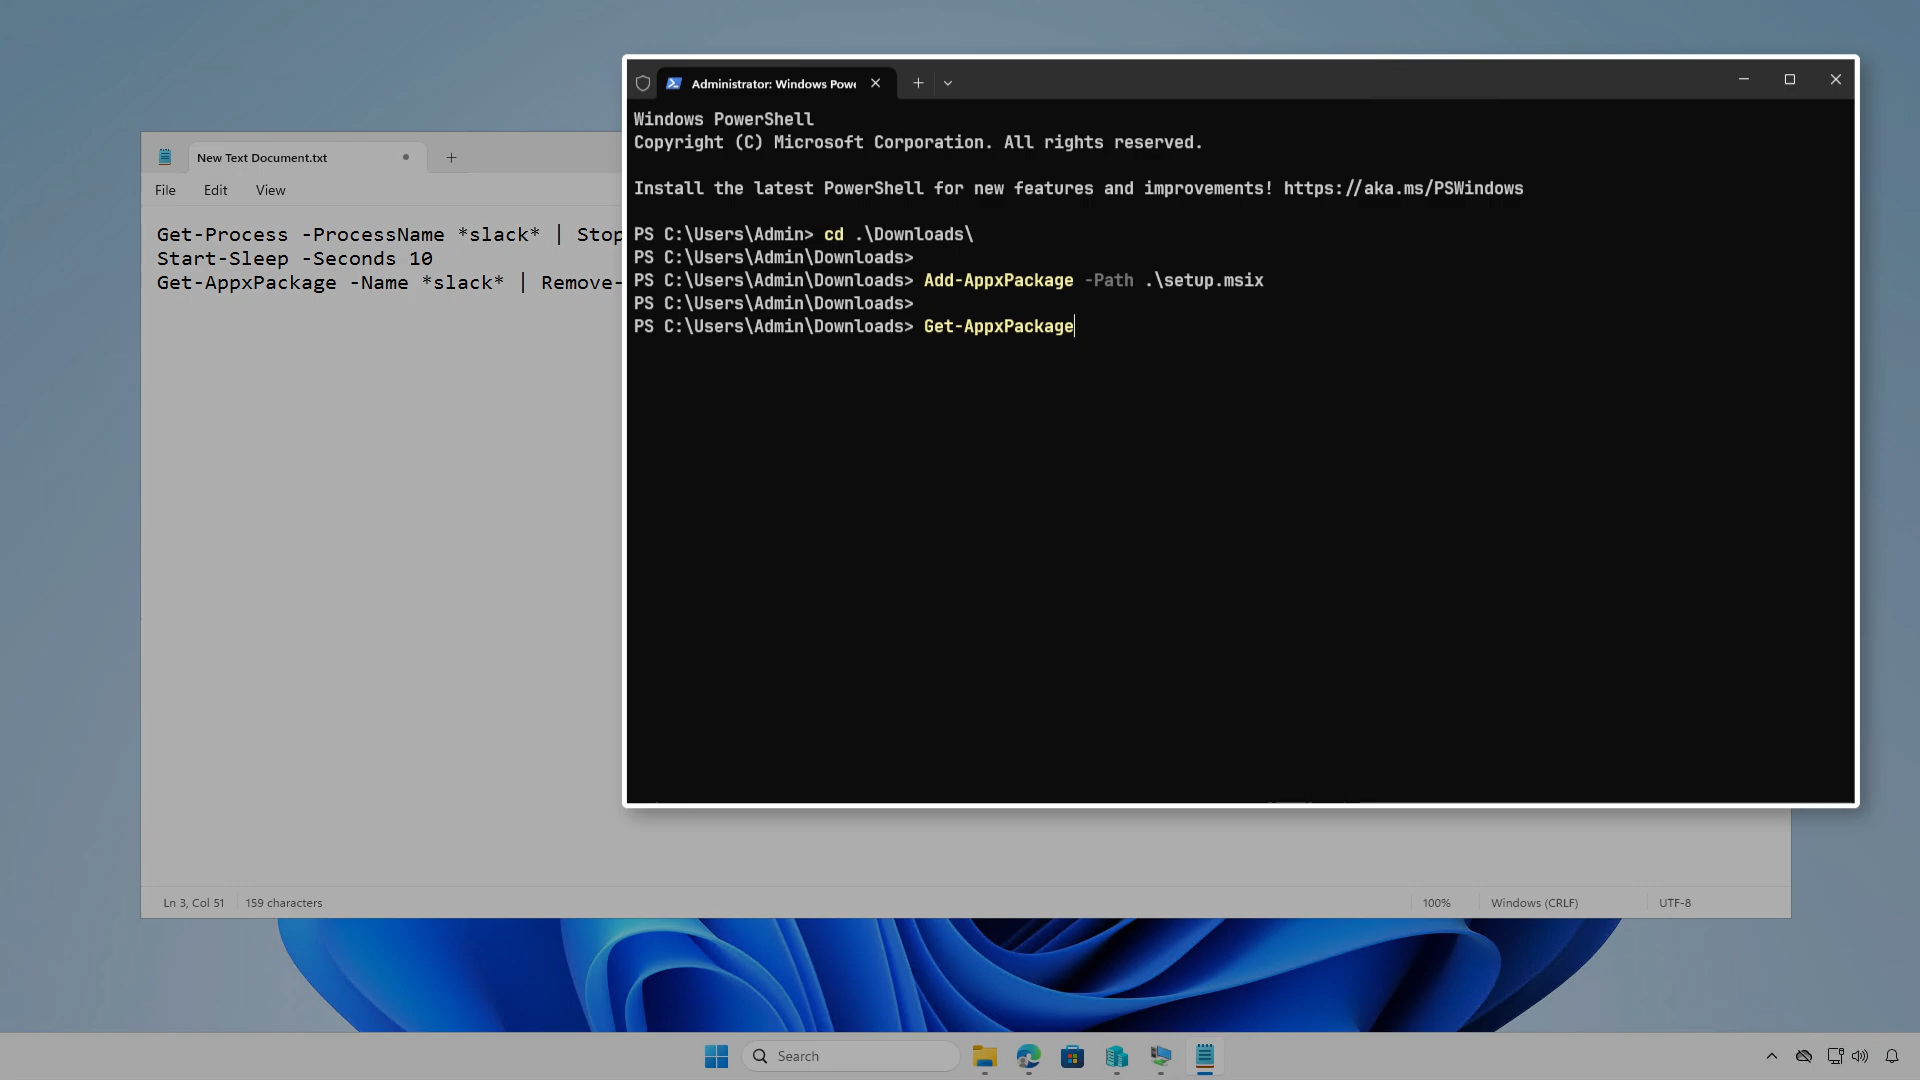 Administrator: Windows Powe
Windows PowerShell
Copyright (C) Microsoft Corporation. All rights reserved.
Install the latest PowerShell for new features and improvements! https://aka.ms/PSWindows
PS C:\Users\Admin> cd .\Downloads\
PS C:\Users\Admin\Downloads>
PS C:\Users\Admin\Downloads> Add-AppxPackage -Path .\setup.msix
PS C:\Users\Admin\Downloads>
PS C:\Users\Admin\Downloads> Get-AppxPackage
New Text Document.txt
File Edit View
Get-Process -ProcessName *slack* | Stop
Start-Sleep -Seconds 10
Get-AppxPackage -Name *slack* | Remove-
Ln 3, Col 51 159 characters 100% Windows (CRLF) UTF-8
Search